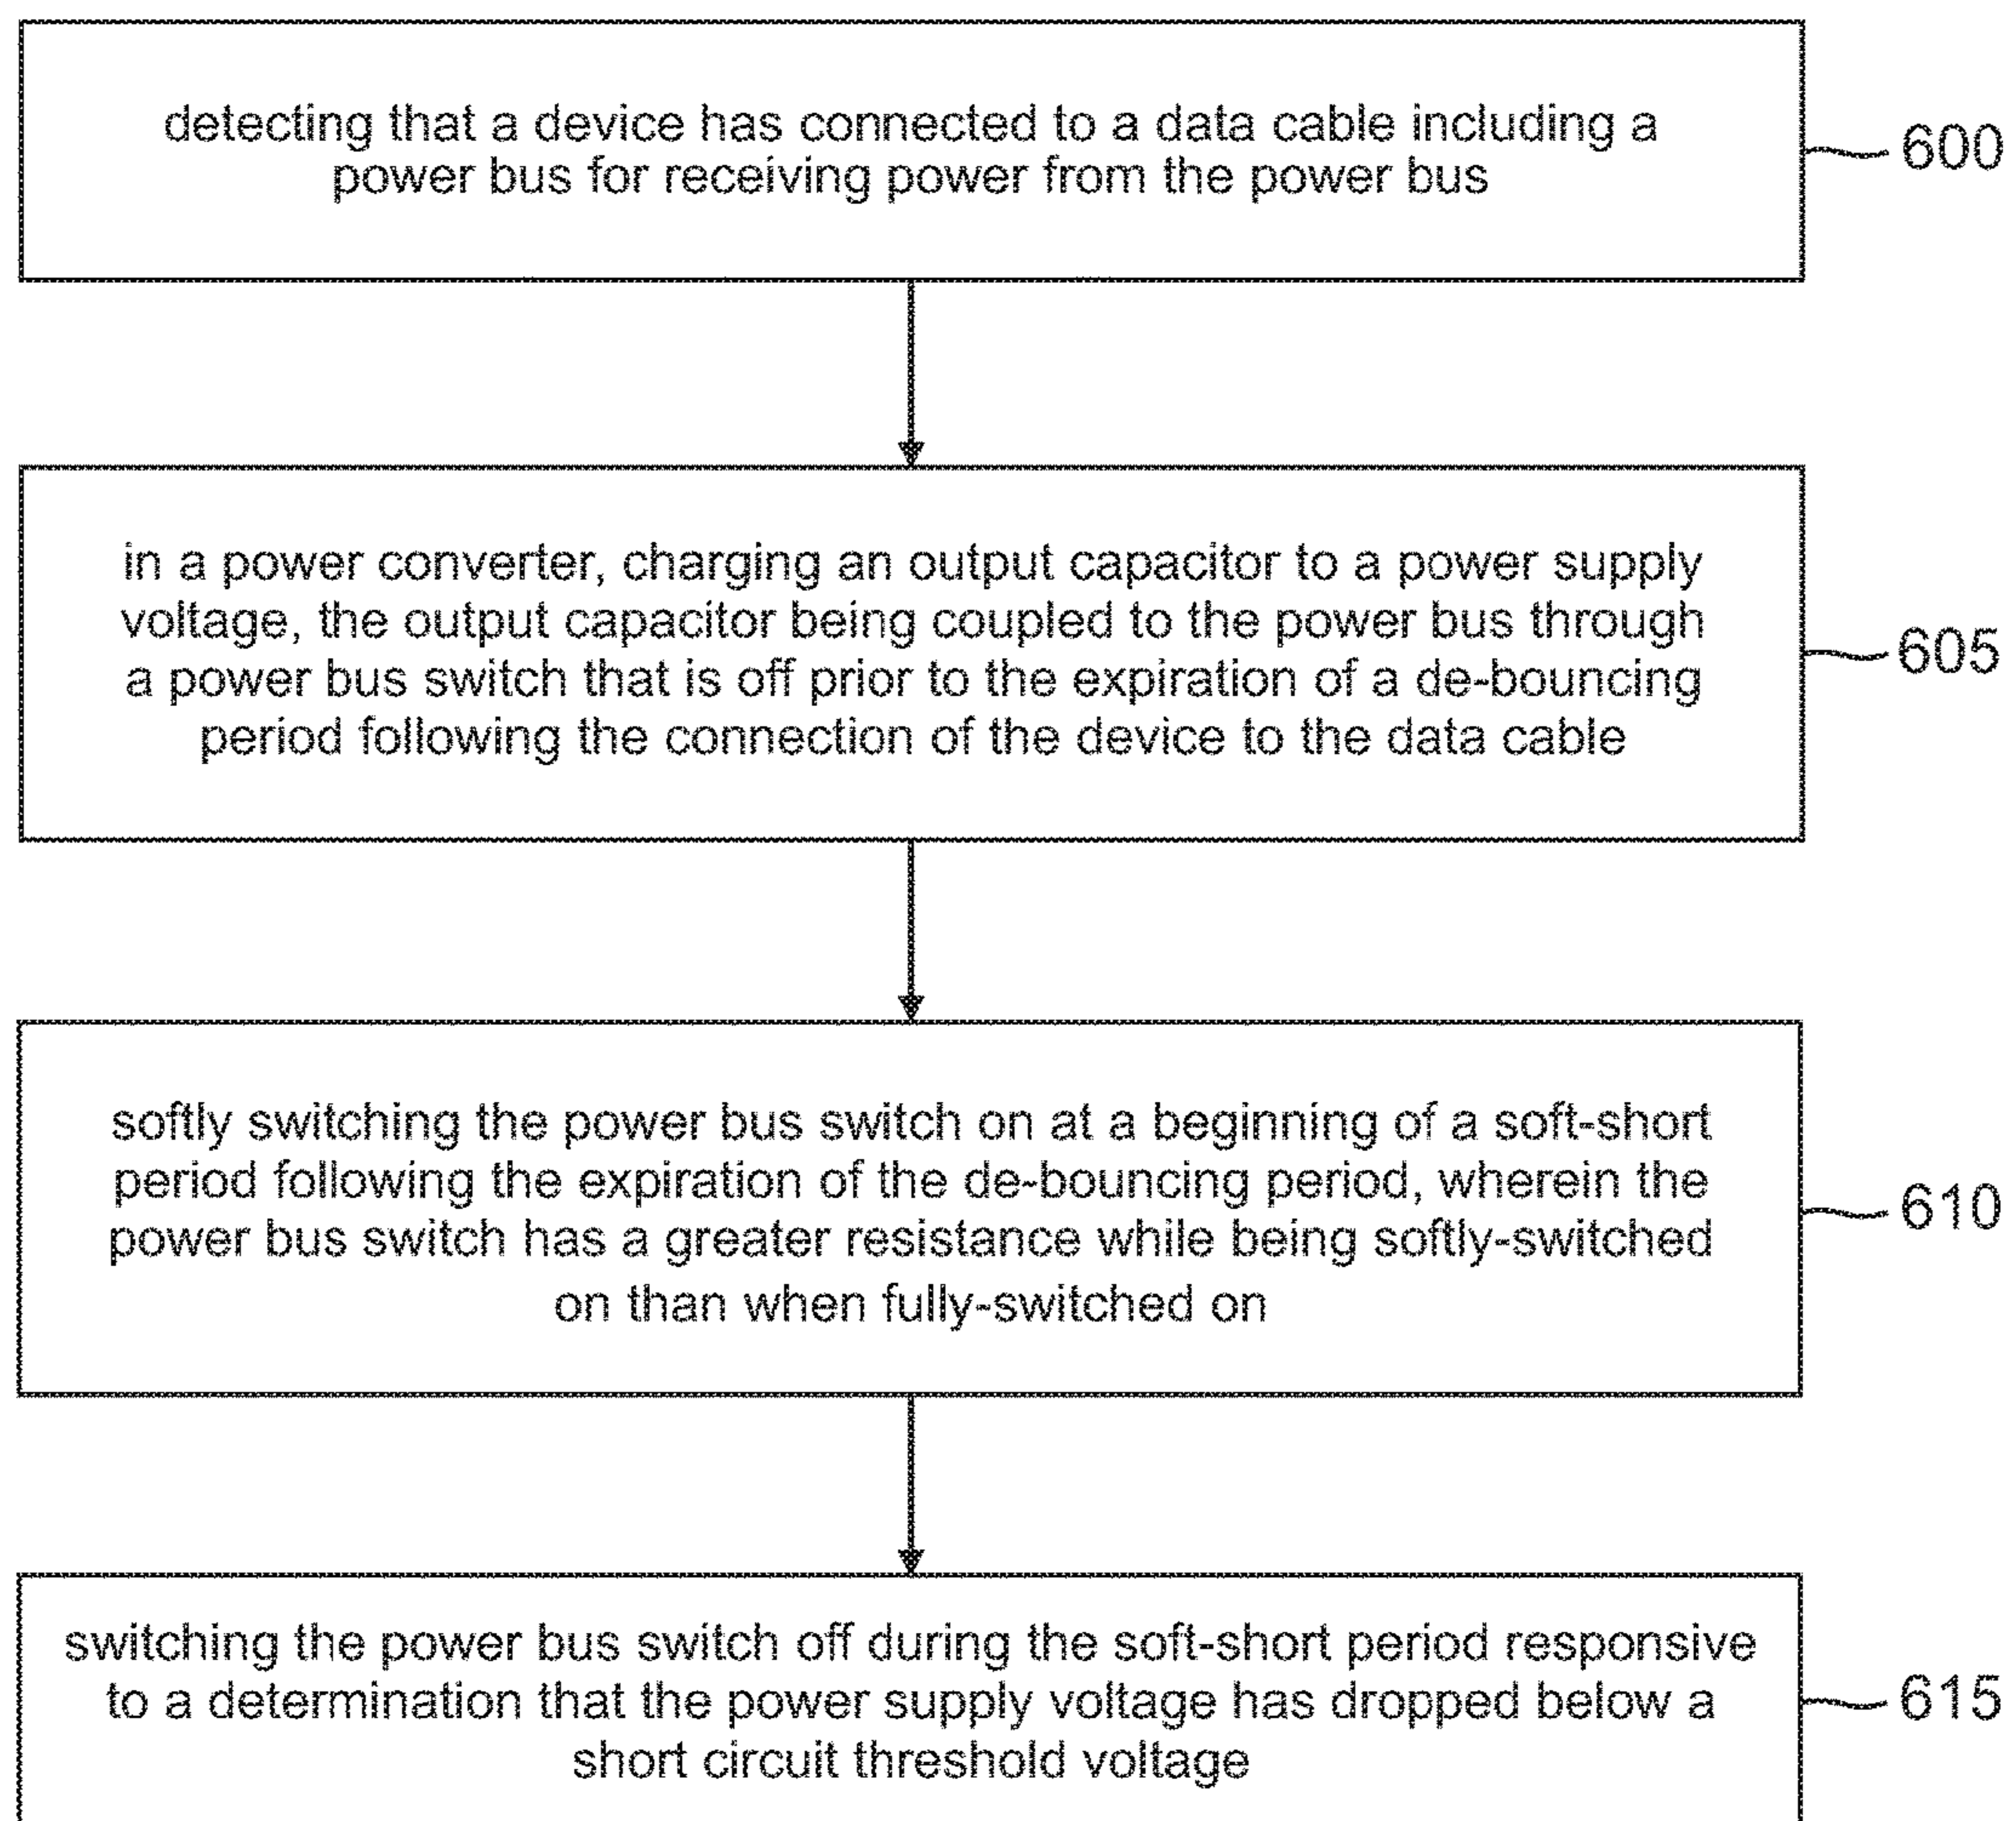 detecting that a device has connected to a data cable including a
power bus for receiving power from the power bus
600
in a power converter, charging an output capacitor to a power supply
voltage, the output capacitor being coupled to the power bus through
a power bus switch that is off prior to the expiration of a de-bouncing
period following the connection of the device to the data cable
605
softly switching the power bus switch on at a beginning of a soft-short
period following the expiration of the de-bouncing period, wherein the
power bus switch has a greater resistance while being softly-switched
on than when fully-switched on
610
switching the power bus switch off during the soft-short period responsive
to a determination that the power supply voltage has dropped below a
short circuit threshold voltage
615